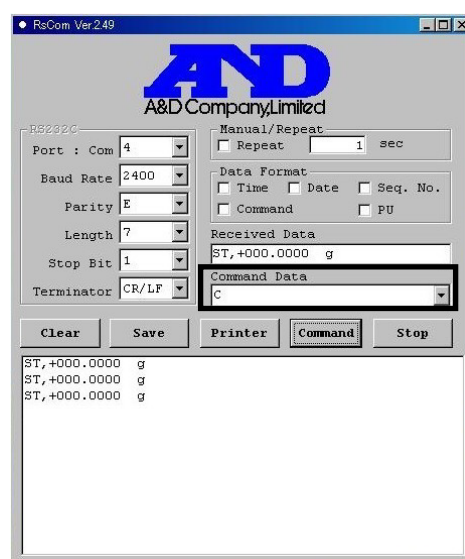 RsCom Ver.2.49
AND
A&D Company,Limited
RS232C
Port : Com 4
Baud Rate 2400
Parity E
Length 7
Stop Bit 1
Terminator CR/LF
Manual/Repeat
Repeat 1 sec
Data Format
Time Date Seq. No.
Command PU
Received Data
ST,+000.0000 g
Command Data
C
Clear Save Printer Command Stop
ST,+000.0000 g
ST,+000.0000 g
ST,+000.0000 g